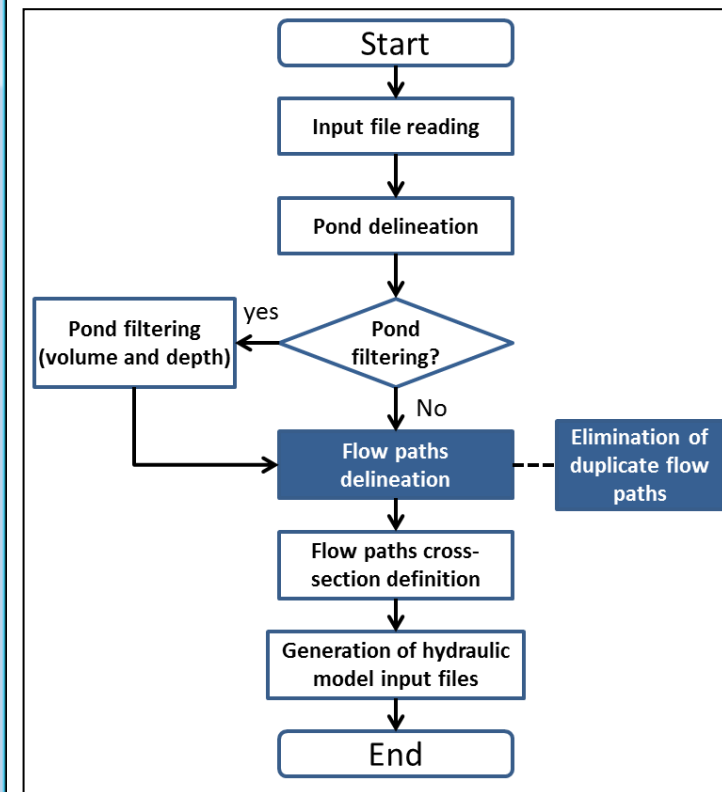 Start
Input file reading
Pond delineation
yes
Pond filtering
(volume and depth)
Pond
filtering?
No
Flow paths
delineation
Elimination of
duplicate flow
paths
Flow paths cross-
section definition
Generation of hydraulic
model input files
End